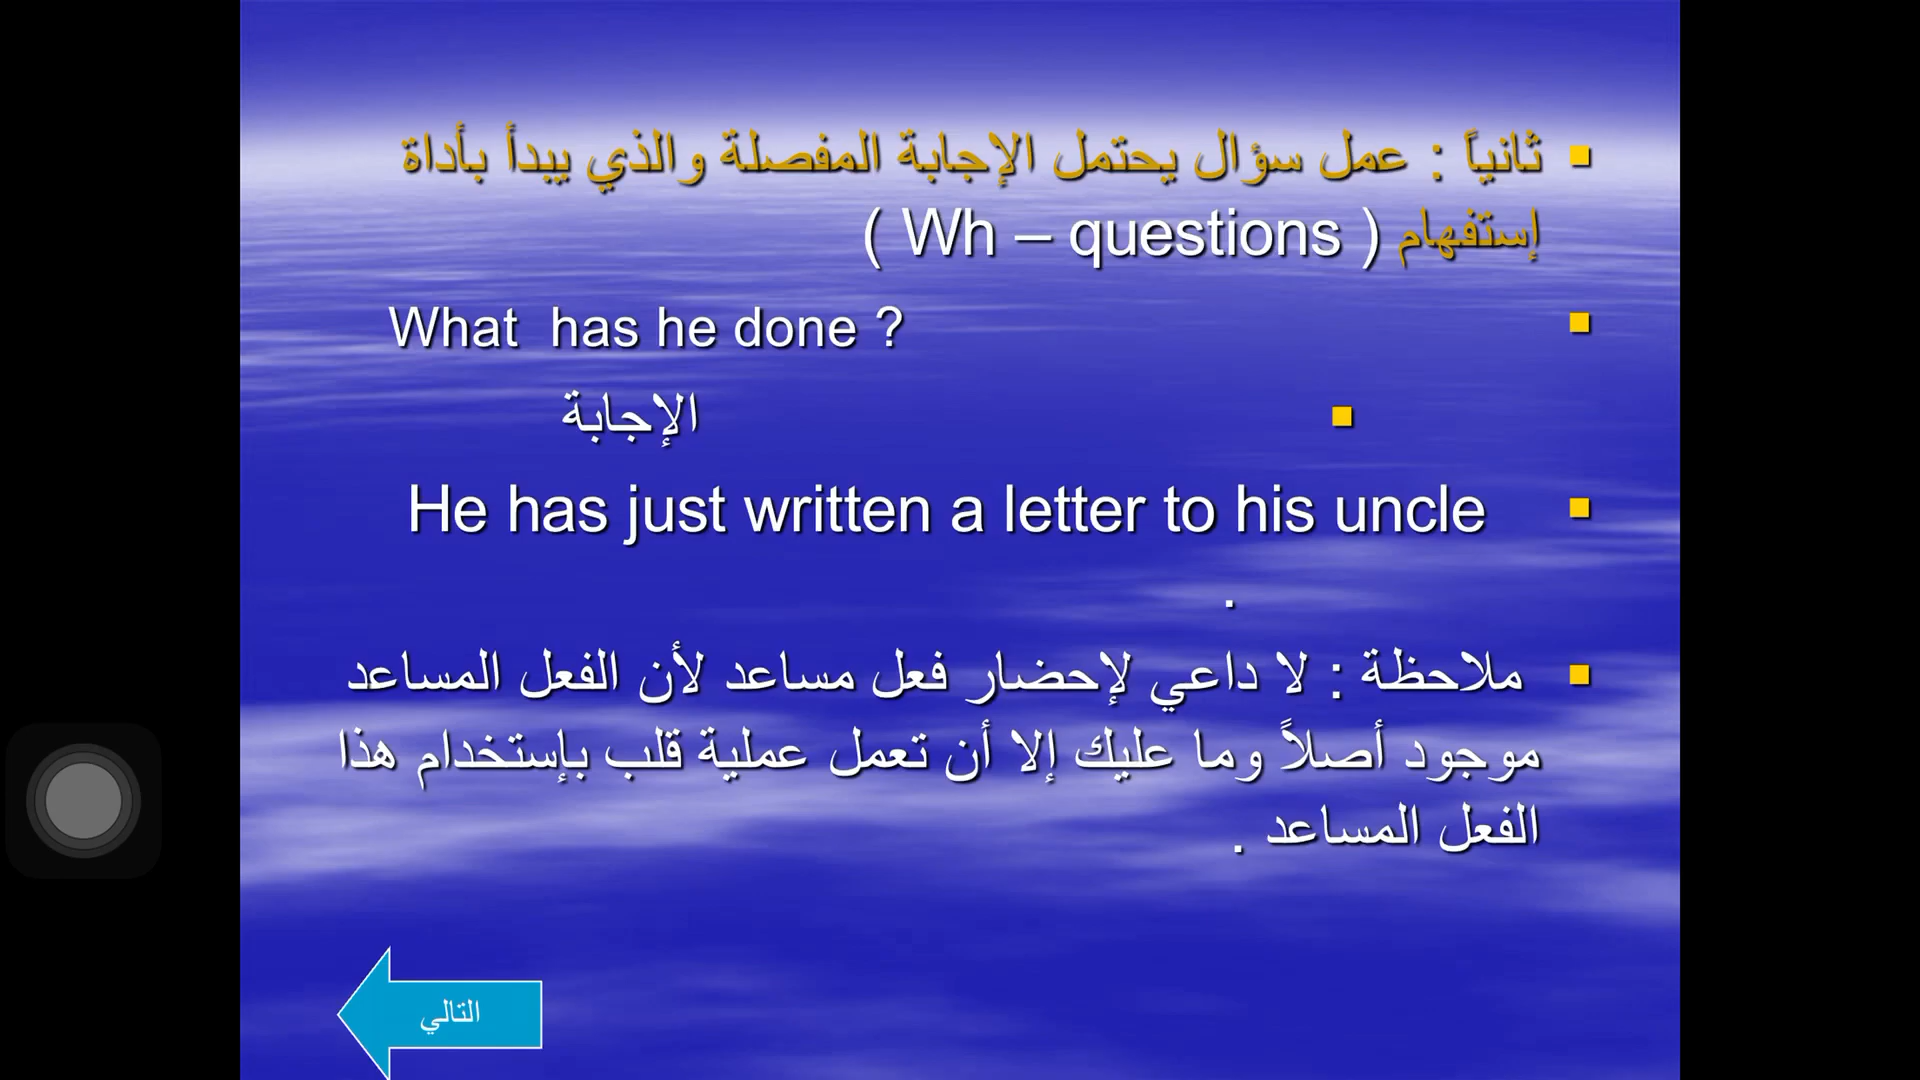 ثانياً : عمل سؤال يحتمل الإجابة المفصلة والذي يبدأ بأداة
إستفهام ( Wh – questions )
What has he done ?
الإجابة
He has just written a letter to his uncle
.
ملاحظة : لا داعي لإحضار فعل مساعد لأن الفعل المساعد
موجود أصلاً وما عليك إلا أن تعمل عملية قلب بإستخدام هذا
الفعل المساعد .
التالي